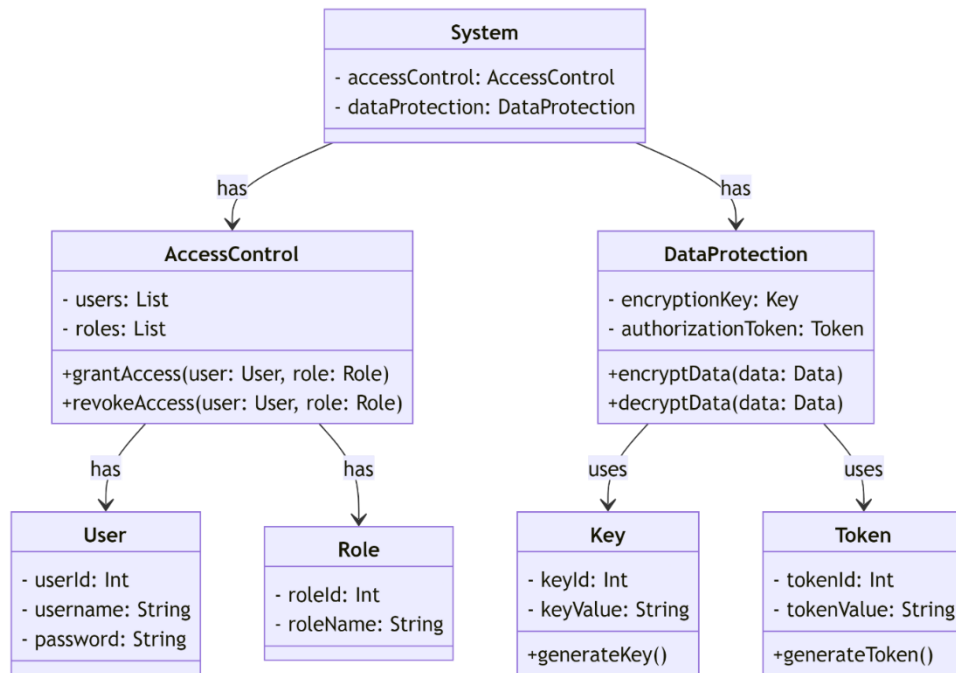 System
- accessControl: AccessControl
- dataProtection: DataProtection
has
has
AccessControl
- users: List
- roles: List
+grantAccess(user: User, role: Role)
+revokeAccess(user: User, role: Role)
DataProtection
- encryptionKey: Key
- authorizationToken: Token
+encryptData(data: Data)
+decryptData(data: Data)
has
has
uses
uses
User
- userId: Int
- username: String
- password: String
Role
- roleId: Int
- roleName: String
Key
- keyId: Int
- keyValue: String
+generateKey()
Token
- tokenId: Int
- tokenValue: String
+generateToken()